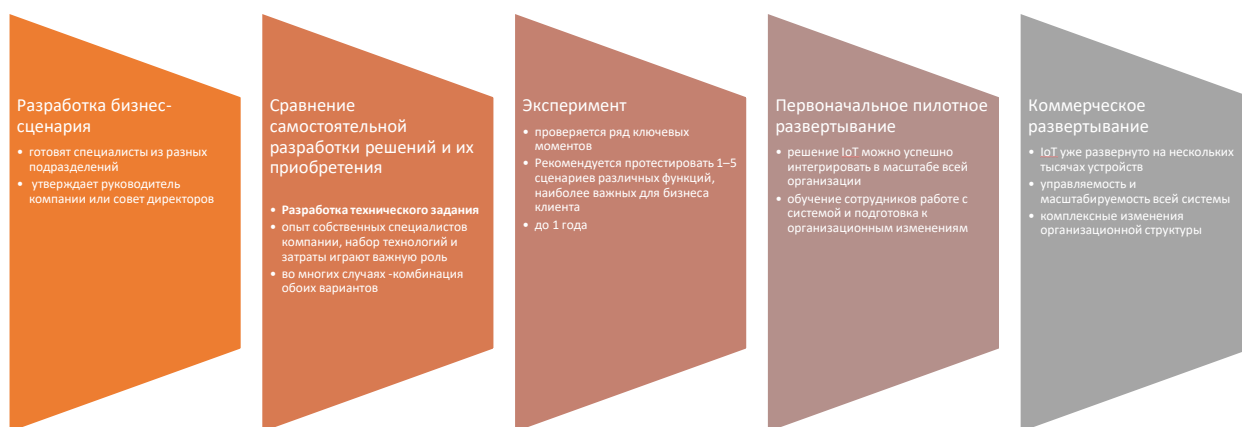 Разработка бизнес-
сценария
• готовят специалисты из разных
подразделений
• утверждает руководитель
компании или совет директоров
Сравнение
самостоятельной
разработки решений и их
приобретения
• Разработка технического задания
• опыт собственных специалистов
компании, набор технологий и
затраты играют важную роль
• во многих случаях -комбинация
обоих вариантов
Эксперимент
• проверяется ряд ключевых
моментов
• Рекомендуется протестировать 1–5
сценариев различных функций,
наиболее важных для бизнеса
клиента
• до 1 года
Первоначальное пилотное
развертывание
• решение IoT можно успешно
интегрировать в масштабе всей
организации
• обучение сотрудников работе с
системой и подготовка к
организационным изменениям
Коммерческое
развертывание
• IoT уже развернуто на нескольких
тысячах устройств
• управляемость и
масштабируемость всей системы
• комплексные изменения
организационной структуры